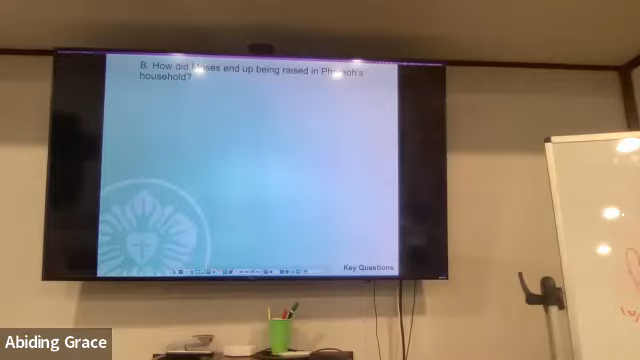 B. How did Moses end up being raised in Pharaoh's
household?
Key Questions
Abiding Grace